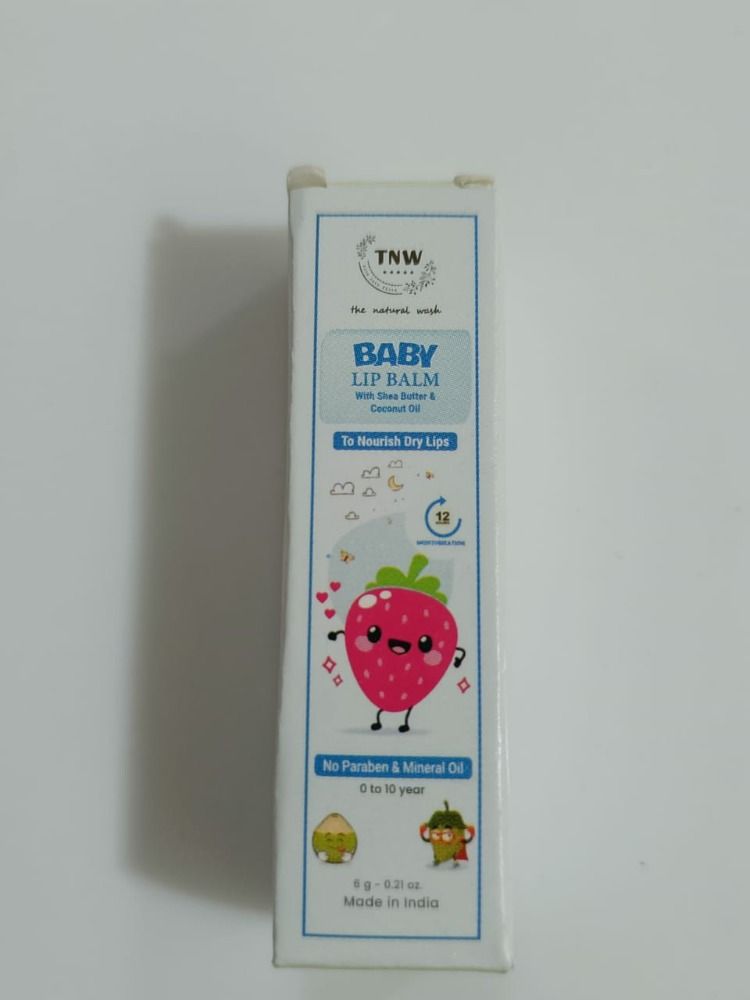 TNW
the natural wash
BABY
LIP BALM
With Shea Butter &
Coconut Oil
To Nourish Dry Lips
12
No Paraben & Mineral Oil
0 to 10 year
6 g - 0.21 oz.
Made in India